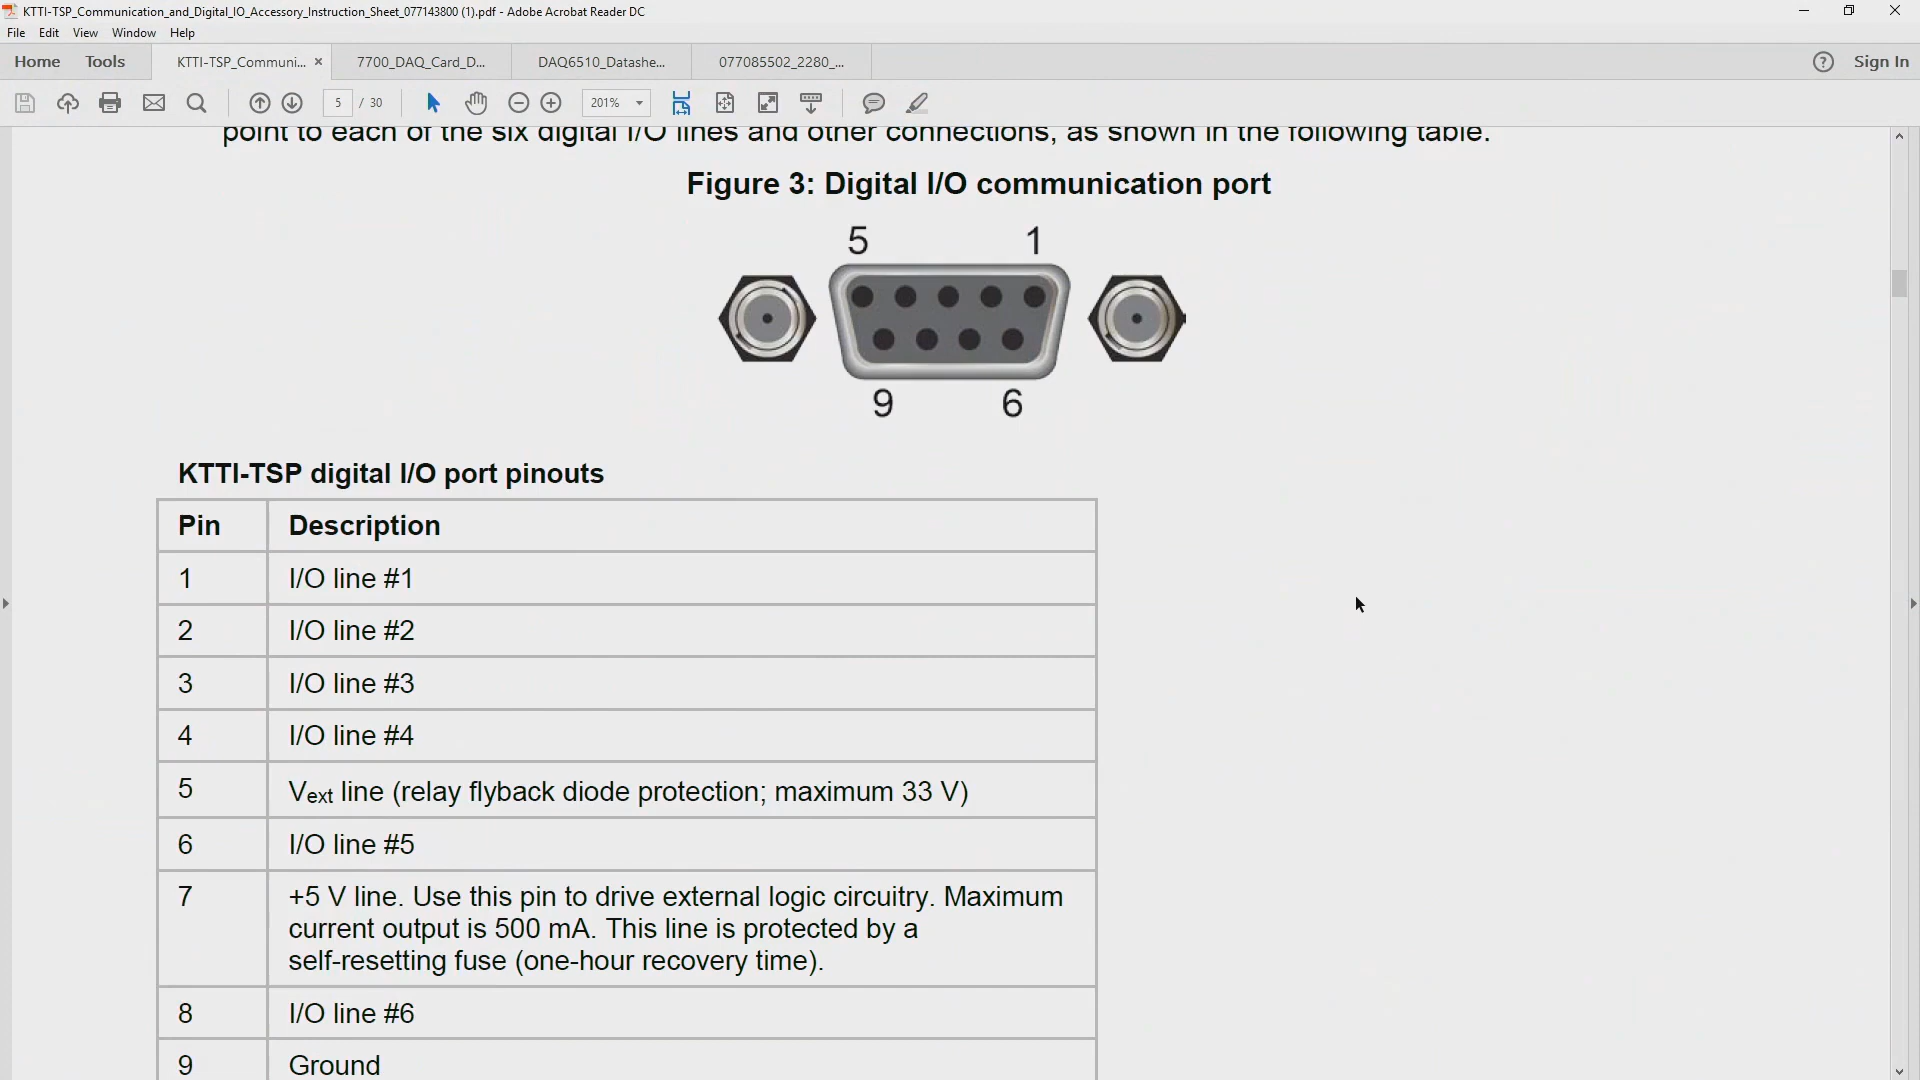 KTTI-TSP_Communication_and_Digital_IO_Accessory_Instruction_Sheet_077143800 (1).pdf - Adobe Acrobat Reader DC
File Edit View Window Help
Home Tools KTTI-TSP_Communi... × 7700_DAQ_Card_D... DAQ6510_Datashe... 077085502_2280_... ? Sign In
5 / 30 201%
point to each of the six digital I/O lines and other connections, as shown in the following table.
Figure 3: Digital I/O communication port
5 1
9 6
KTTI-TSP digital I/O port pinouts
Pin Description
1 I/O line #1
2 I/O line #2
3 I/O line #3
4 I/O line #4
5 Vext line (relay flyback diode protection; maximum 33 V)
6 I/O line #5
7 +5 V line. Use this pin to drive external logic circuitry. Maximum
current output is 500 mA. This line is protected by a
self-resetting fuse (one-hour recovery time).
8 I/O line #6
9 Ground